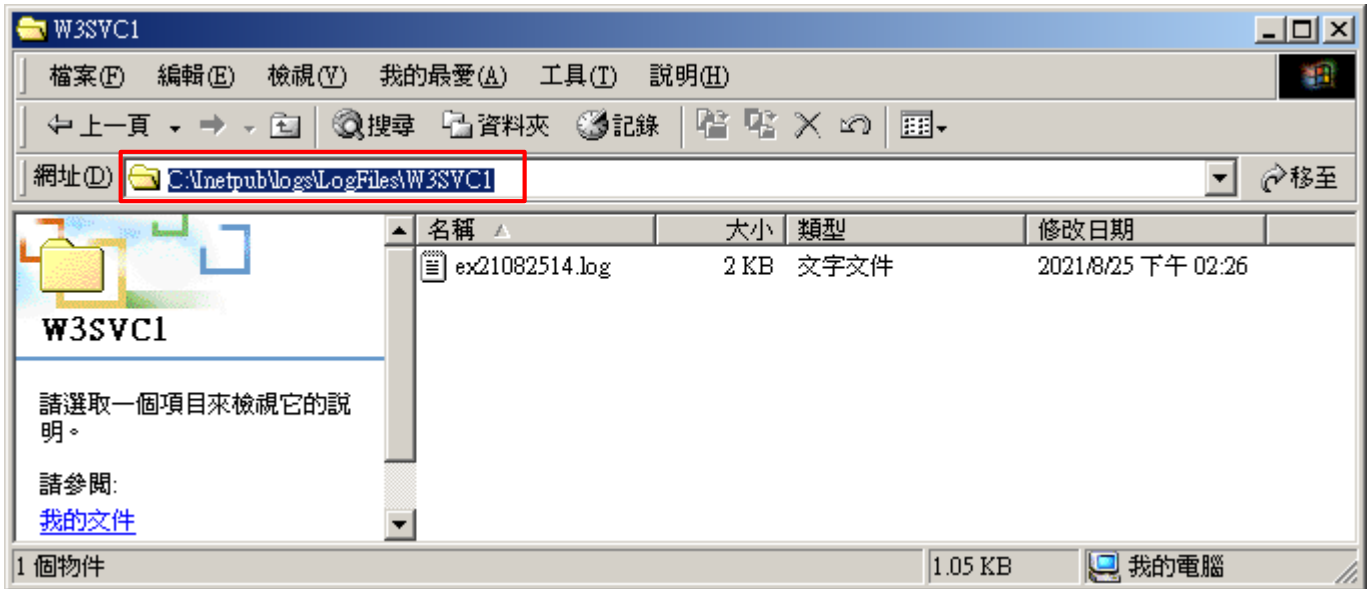 W3SVC1
檔案(F) 編輯(E) 檢視(V) 我的最愛(A) 工具(T) 說明(H)
上一頁 搜尋 資料夾 記錄
網址(D) C:\Inetpub\logs\LogFiles\W3SVC1 移至
名稱 大小 類型 修改日期
ex21082514.log 2 KB 文字文件 2021/8/25 下午 02:26
W3SVC1
請選取一個項目來檢視它的說
明。
請參閱:
我的文件
1 個物件 1.05 KB 我的電腦